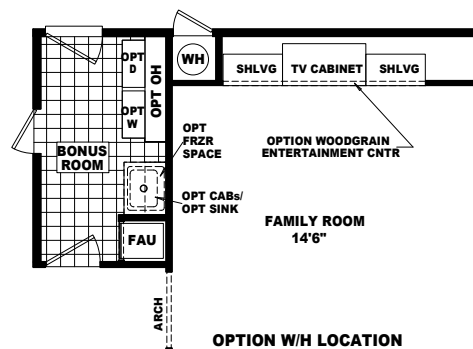 OPT
D
OPT OH
OPT
W
WH
SHLVG
TV CABINET
SHLVG
BONUS
ROOM
OPT
FRZR
SPACE
OPTION WOODGRAIN
ENTERTAINMENT CNTR
OPT CABs/
OPT SINK
FAU
FAMILY ROOM
14'6"
ARCH
OPTION W/H LOCATION